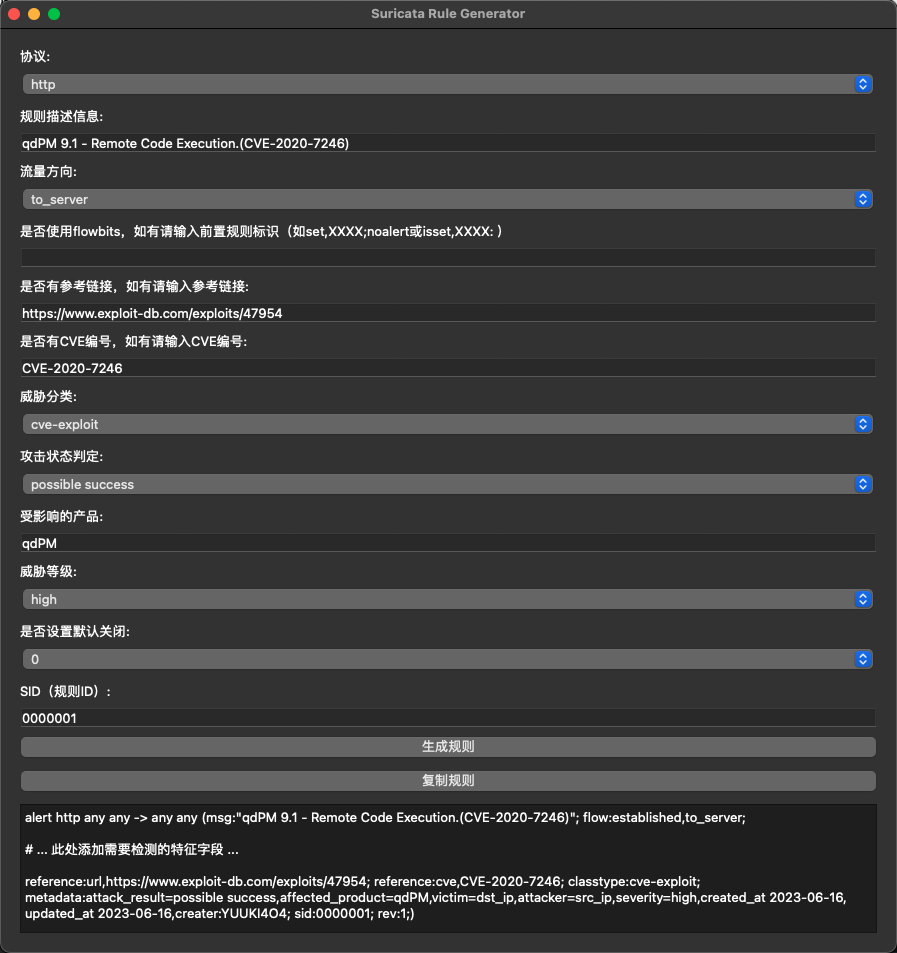 Suricata Rule Generator
协议:
http
规则描述信息:
qdPM 9.1 - Remote Code Execution.(CVE-2020-7246)
流量方向:
to_server
是否使用flowbits，如有请输入前置规则标识（如set,XXXX;noalert或isset,XXXX: ）
是否有参考链接，如有请输入参考链接:
https://www.exploit-db.com/exploits/47954
是否有CVE编号，如有请输入CVE编号:
CVE-2020-7246
威胁分类:
cve-exploit
攻击状态判定:
possible success
受影响的产品:
qdPM
威胁等级:
high
是否设置默认关闭:
0
SID（规则ID）:
0000001
生成规则
复制规则
alert http any any -> any any (msg:"qdPM 9.1 - Remote Code Execution.(CVE-2020-7246)"; flow:established,to_server;
# ... 此处添加需要检测的特征字段 ...
reference:url,https://www.exploit-db.com/exploits/47954; reference:cve,CVE-2020-7246; classtype:cve-exploit;
metadata:attack_result=possible success,affected_product=qdPM,victim=dst_ip,attacker=src_ip,severity=high,created_at 2023-06-16,
updated_at 2023-06-16,creater:YUUKI4O4; sid:0000001; rev:1;)